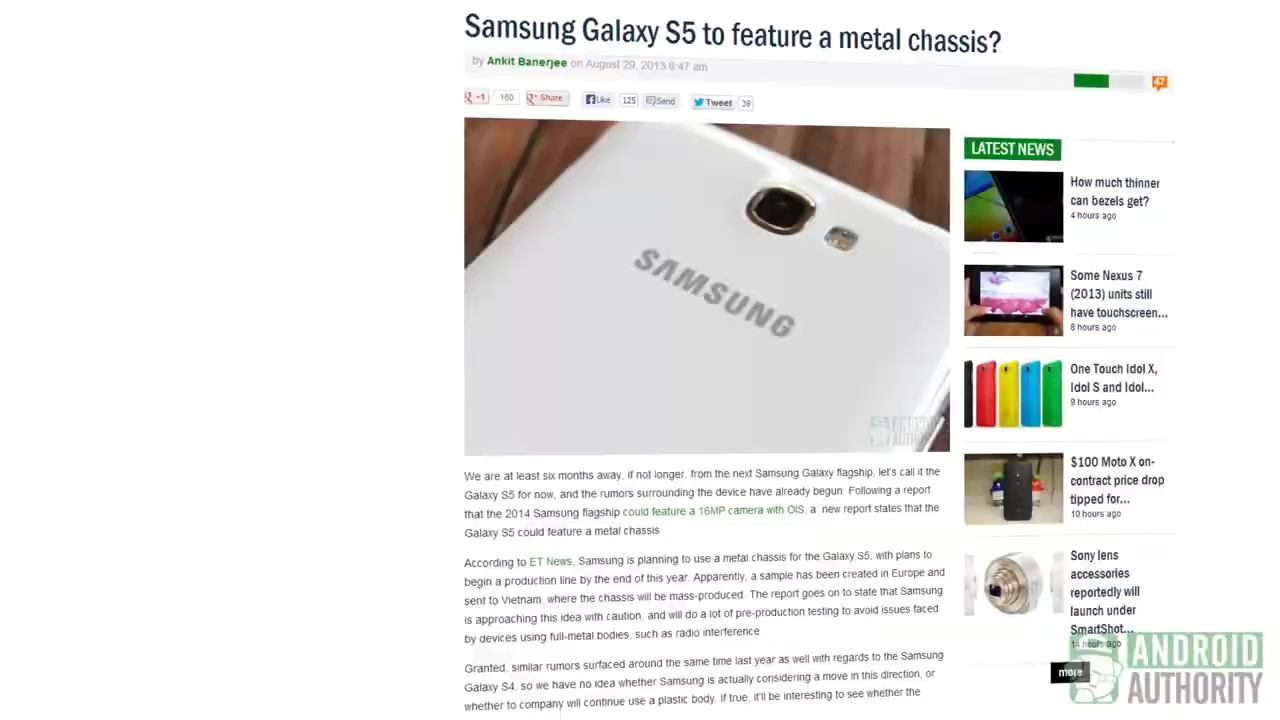 Samsung Galaxy S5 to feature a metal chassis?
by Ankit Banerjee on August 29, 2013 8:47 am
47
+1 160 Share Like 125 Send Tweet 39
SAMSUNG
ANDROID
AUTHORITY
We are at least six months away, if not longer, from the next Samsung Galaxy flagship, let's call it the
Galaxy S5 for now, and the rumors surrounding the device have already begun. Following a report
that the 2014 Samsung flagship could feature a 16MP camera with OIS, a new report states that the
Galaxy S5 could feature a metal chassis
According to ET News, Samsung is planning to use a metal chassis for the Galaxy S5, with plans to
begin a production line by the end of this year. Apparently, a sample has been created in Europe and
sent to Vietnam, where the chassis will be mass-produced. The report goes on to state that Samsung
is approaching this idea with caution, and will do a lot of pre-production testing to avoid issues faced
by devices using full-metal bodies, such as radio interference
Granted, similar rumors surfaced around the same time last year as well with regards to the Samsung
Galaxy S4, so we have no idea whether Samsung is actually considering a move in this direction, or
whether to company will continue use a plastic body. If true, it'll be interesting to see whether the
LATEST NEWS
How much thinner
can bezels get?
4 hours ago
Some Nexus 7
(2013) units still
have touchscreen...
8 hours ago
One Touch Idol X,
Idol S and Idol...
9 hours ago
$100 Moto X on-
contract price drop
tipped for...
10 hours ago
Sony lens
accessories
reportedly will
launch under
SmartShot...
14 hours ago
more
ANDROID
AUTHORITY